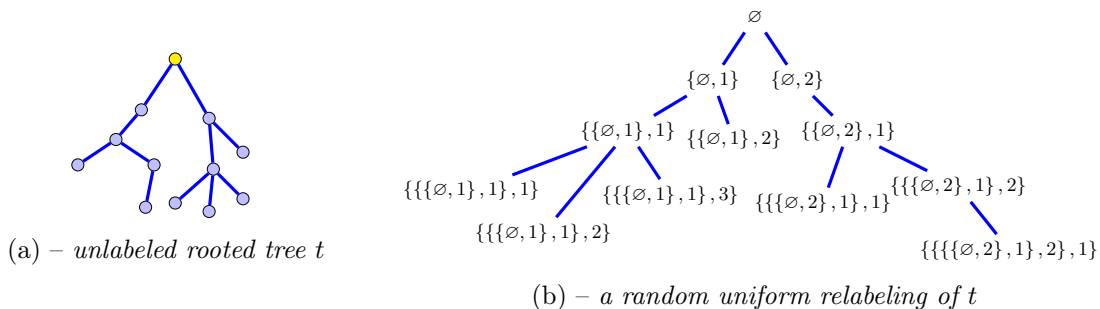 ∅
{∅, 1} {∅, 2}
{{∅, 1} , 1} {{∅, 1} , 2} {{∅, 2} , 1}
{{{∅, 1} , 1} , 1} {{{∅, 1} , 1} , 3} {{{∅, 2} , 1} , 1} {{{∅, 2} , 1} , 2}
{{{∅, 1} , 1} , 2}
{{{{∅, 2} , 1} , 2} , 1}
(a) – unlabeled rooted tree t
(b) – a random uniform relabeling of t